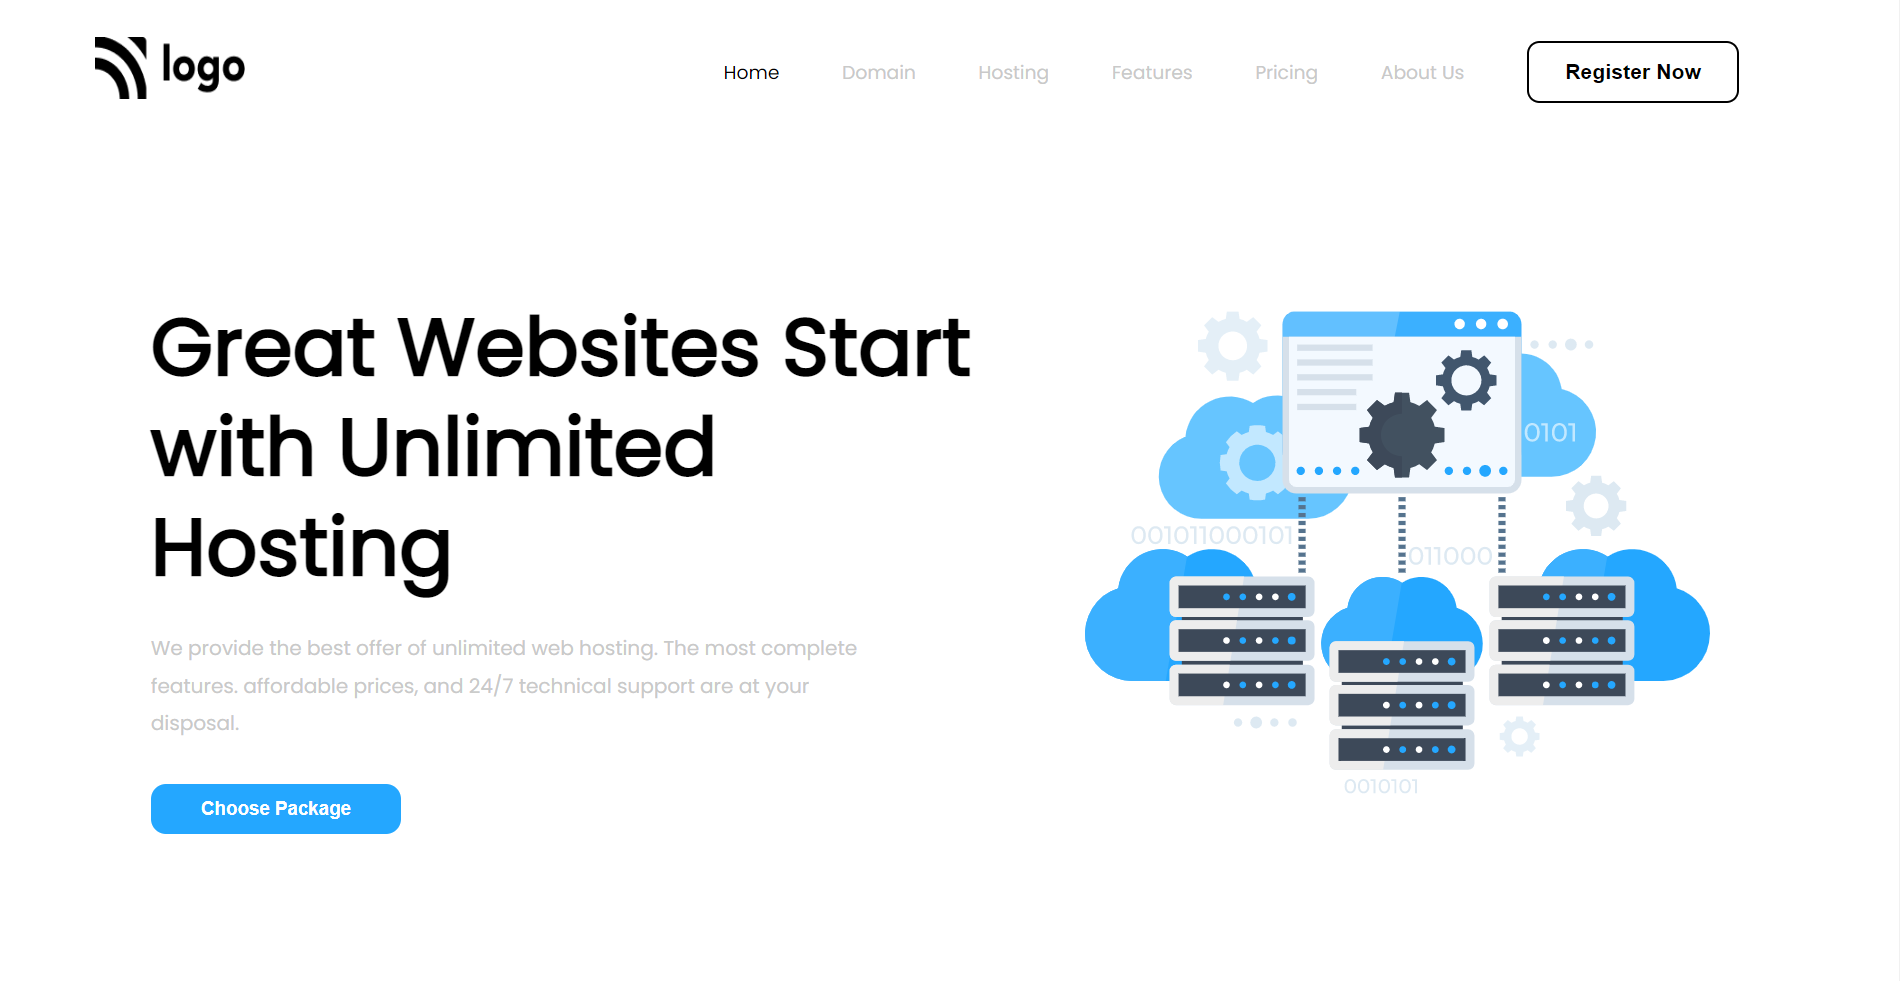 logo
Home Domain Hosting Features Pricing About Us Register Now
Great Websites Start
with Unlimited
Hosting
We provide the best offer of unlimited web hosting. The most complete
features. affordable prices, and 24/7 technical support are at your
disposal.
Choose Package
0101
001011000101
011000
0010101